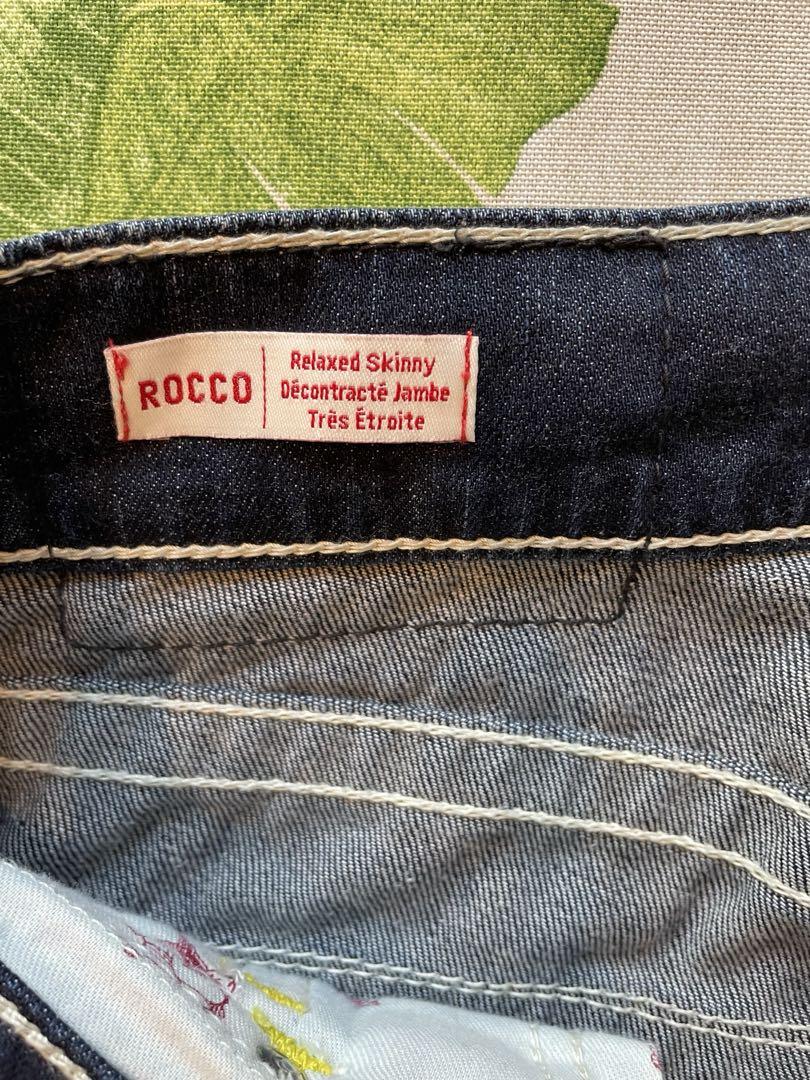 ROCCO
Relaxed Skinny
Décontracté Jambe
Très Étroite